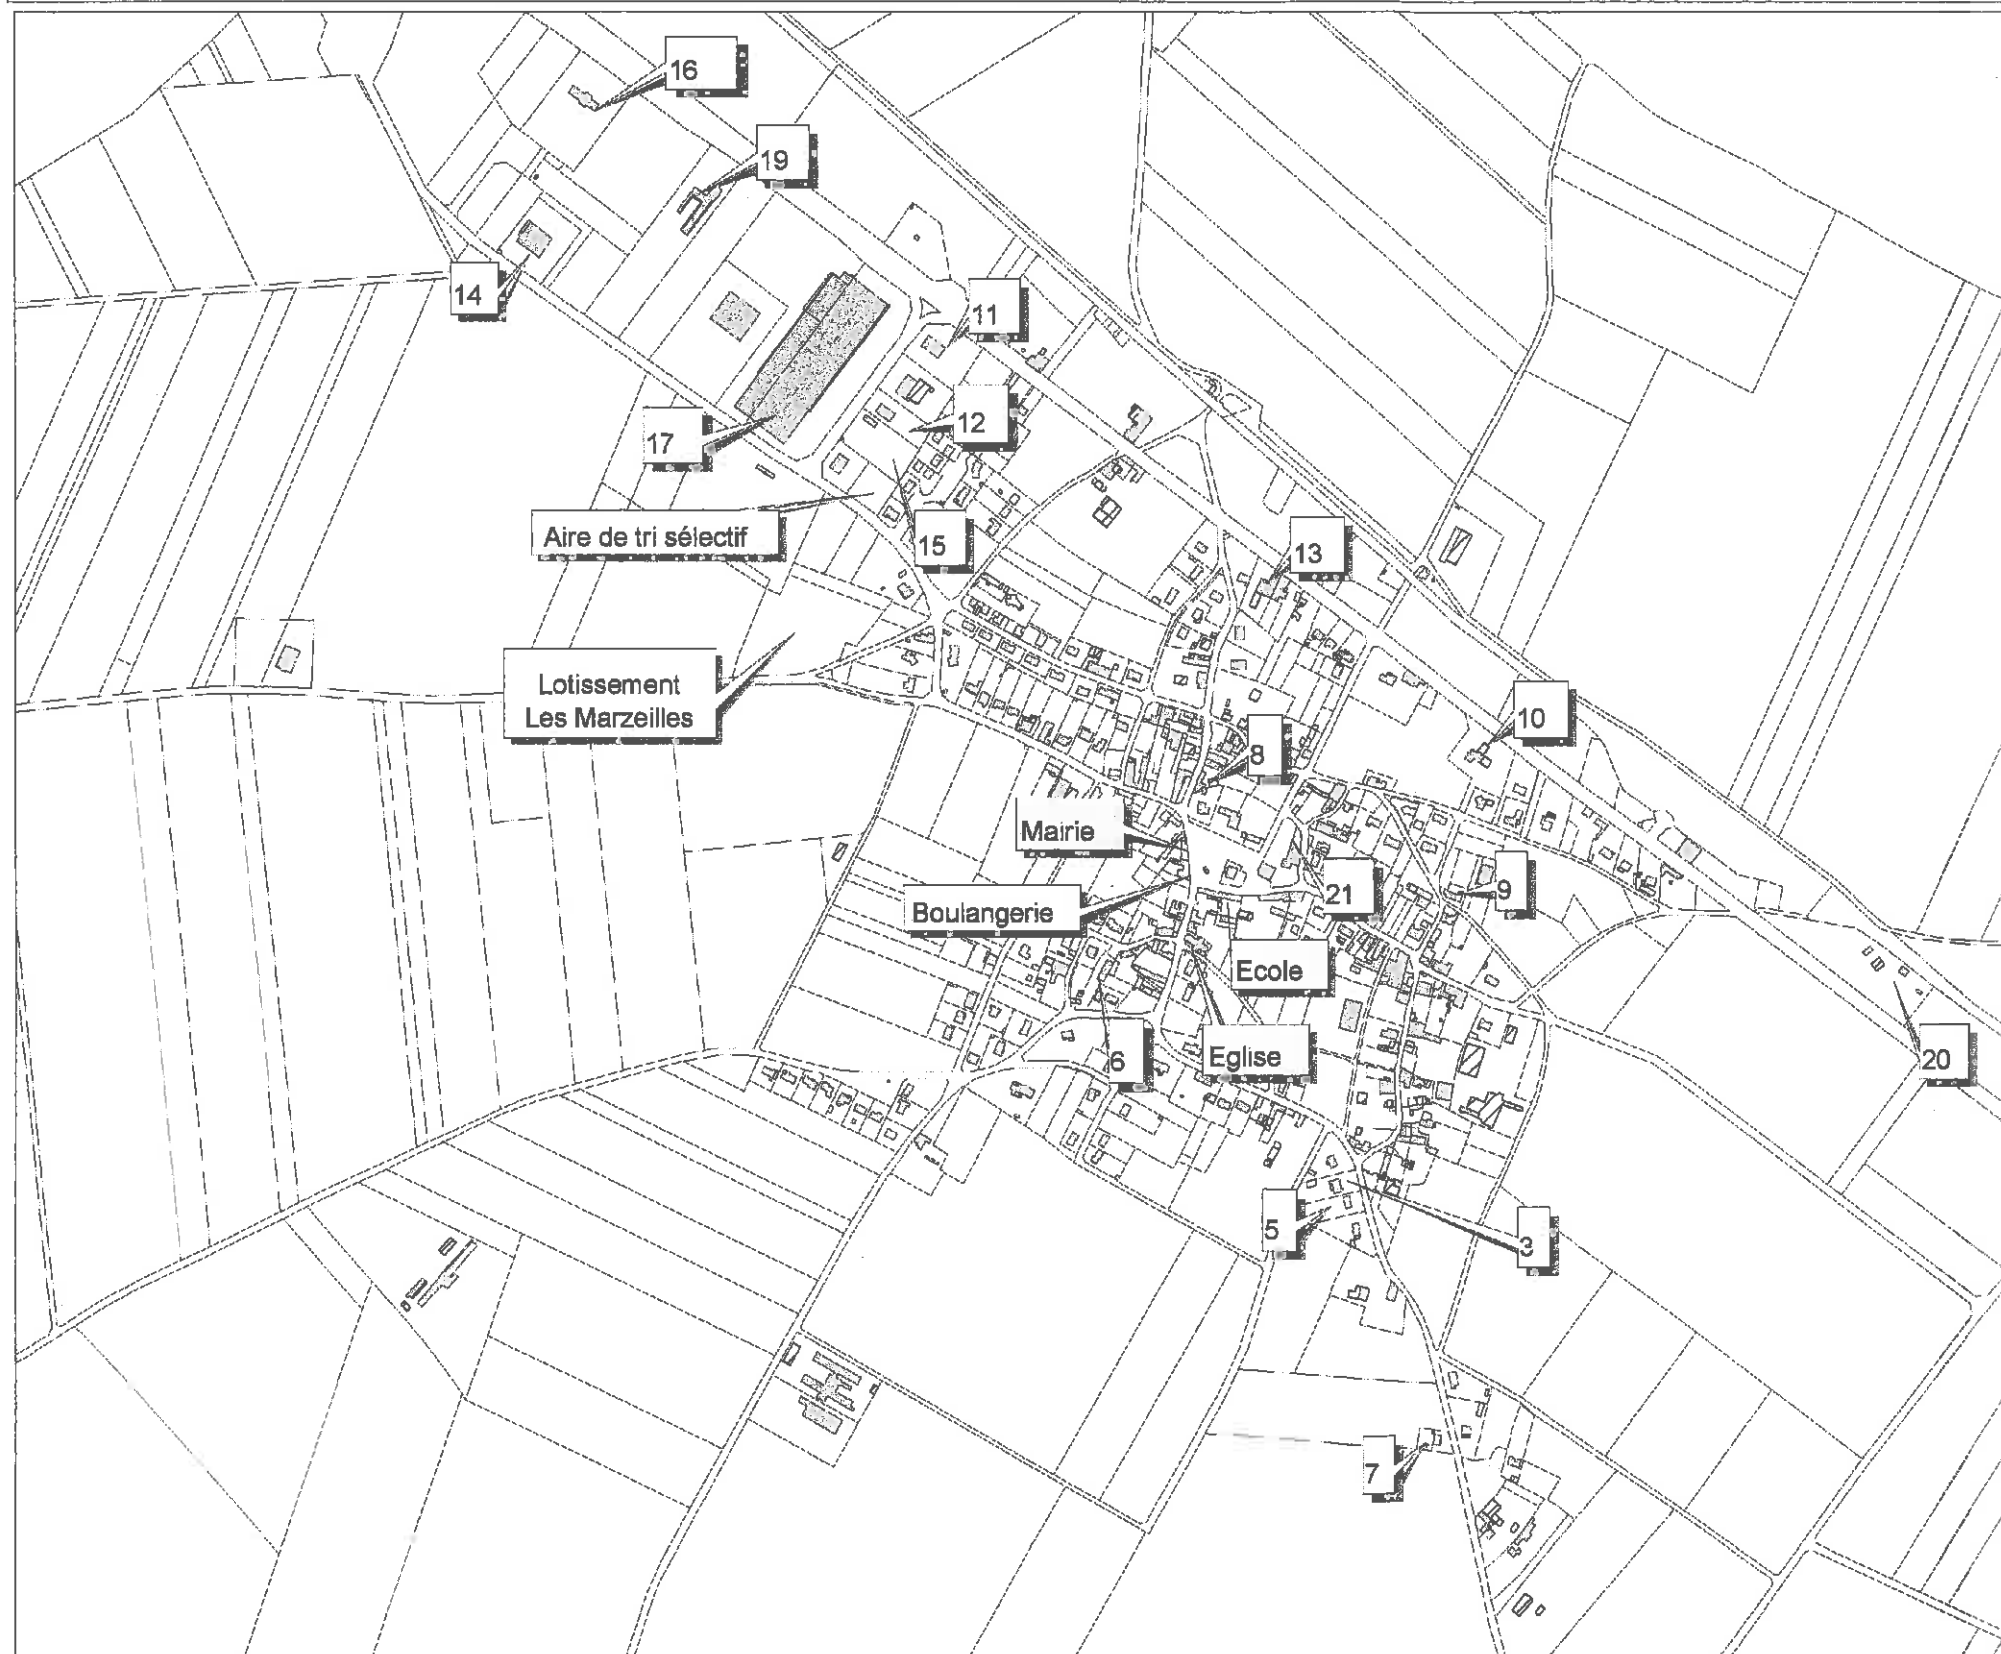 16
19
14
11
12
17
Aire de tri sélectif
15
13
Lotissement
Les Marzeilles
10
8
Mairie
21
9
Boulangerie
Ecole
6
Eglise
20
5
3
7